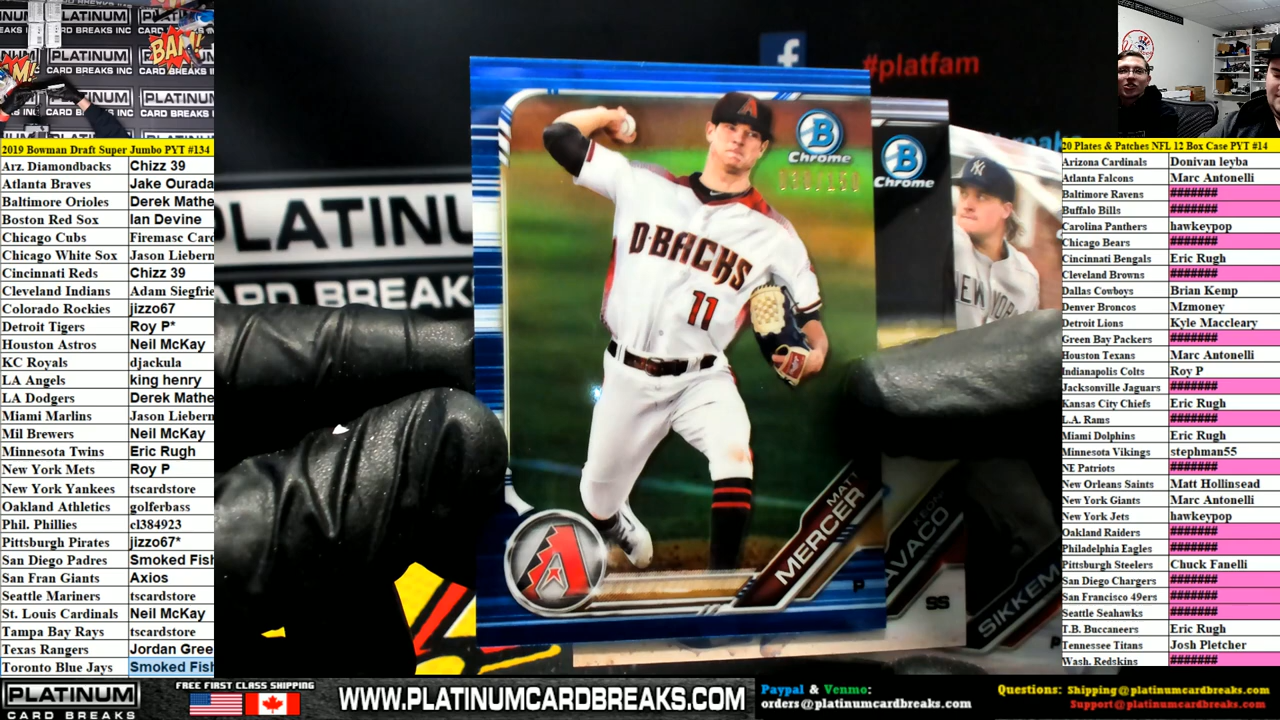 PLATINUM
CARD BREAKS INC
BAM!
PLATINUM
CARD BREAKS INC
2019 Bowman Draft Super Jumbo PYT #134
Arz. Diamondbacks Chizz 39
Atlanta Braves Jake Ourada
Baltimore Orioles Derek Mathe
Boston Red Sox Ian Devine
Chicago Cubs Firemasc Card
Chicago White Sox Jason Liebern
Cincinnati Reds Chizz 39
Cleveland Indians Adam Siegfrie
Colorado Rockies jizzo67
Detroit Tigers Roy P*
Houston Astros Neil McKay
KC Royals djackula
LA Angels king henry
LA Dodgers Derek Mathe
Miami Marlins Jason Liebern
Mil Brewers Neil McKay
Minnesota Twins Eric Rugh
New York Mets Roy P
New York Yankees tscardstore
Oakland Athletics golferbass
Phil. Phillies cl384923
Pittsburgh Pirates jizzo67*
San Diego Padres Smoked Fish
San Fran Giants Axios
Seattle Mariners tscardstore
St. Louis Cardinals Neil McKay
Tampa Bay Rays tscardstore
Texas Rangers Jordan Gree
Toronto Blue Jays Smoked Fish
f
#platfam
PLATINUM
CARD BREAKS
B
Chrome
B
Chrome
D-BACKS
11
MATT
MERCER
NEW YOR
SIKKEM
20 Plates & Patches NFL 12 Box Case PYT #14
Arizona Cardinals Donivan leyba
Atlanta Falcons Marc Antonelli
Baltimore Ravens #######
Buffalo Bills #######
Carolina Panthers hawkeypop
Chicago Bears #######
Cincinnati Bengals Eric Rugh
Cleveland Browns #######
Dallas Cowboys Brian Kemp
Denver Broncos Mzmoney
Detroit Lions Kyle Maccleary
Green Bay Packers #######
Houston Texans Marc Antonelli
Indianapolis Colts Roy P
Jacksonville Jaguars #######
Kansas City Chiefs Eric Rugh
L.A. Rams #######
Miami Dolphins Eric Rugh
Minnesota Vikings stephman55
NE Patriots #######
New Orleans Saints Matt Hollinsead
New York Giants Marc Antonelli
New York Jets hawkeypop
Oakland Raiders #######
Philadelphia Eagles #######
Pittsburgh Steelers Chuck Fanelli
San Diego Chargers #######
San Francisco 49ers #######
Seattle Seahawks #######
T.B. Buccaneers Eric Rugh
Tennessee Titans Josh Pletcher
Wash. Redskins #######
PLATINUM
CARD BREAKS
FREE FIRST CLASS SHIPPING
WWW.PLATINUMCARDBREAKS.COM
Paypal & Venmo:
orders@platinumcardbreaks.com
Questions: Shipping@platinumcardbreaks.com
Support@platinumcardbreaks.com